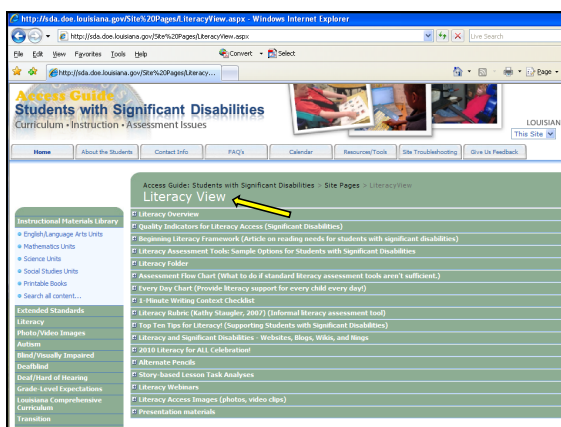 http://sda.doe.louisiana.gov/Site%20Pages/LiteracyView.aspx - Windows Internet Explorer
http://sda.doe.louisiana.gov/Site%20Pages/LiteracyView.aspx
Live Search
File Edit View Favorites Tools Help
Convert
Select
http://sda.doe.louisiana.gov/Site%20Pages/Literacy...
Page
Access Guide
Students with Significant Disabilities
Curriculum • Instruction • Assessment Issues
LOUISIAN
This Site
Home
About the Students
Contact Info
FAQ's
Calendar
Resources/Tools
Site Troubleshooting
Give Us Feedback
Access Guide: Students with Significant Disabilities > Site Pages > LiteracyView
Literacy View
Instructional Materials Library
English/Language Arts Units
Mathematics Units
Science Units
Social Studies Units
Printable Books
Search all content...
Extended Standards
Literacy
Photo/Video Images
Autism
Blind/Visually Impaired
Deafblind
Deaf/Hard of Hearing
Grade-Level Expectations
Louisiana Comprehensive
Curriculum
Transition
Literacy Overview
Quality Indicators for Literacy Access (Significant Disabilities)
Beginning Literacy Framework (Article on reading needs for students with significant disabilities)
Literacy Assessment Tools: Sample Options for Students with Significant Disabilities
Literacy Folder
Assessment Flow Chart (What to do if standard literacy assessment tools aren't sufficient.)
Every Day Chart (Provide literacy support for every child every day!)
1-Minute Writing Context Checklist
Literacy Rubric (Kathy Staugler, 2007) (Informal literacy assessment tool)
Top Ten Tips for Literacy! (Supporting Students with Significant Disabilities)
Literacy and Significant Disabilities - Websites, Blogs, Wikis, and Nings
2010 Literacy for ALL Celebration!
Alternate Pencils
Story-based Lesson Task Analyses
Literacy Webinars
Literacy Access Images (photos, video clips)
Presentation materials